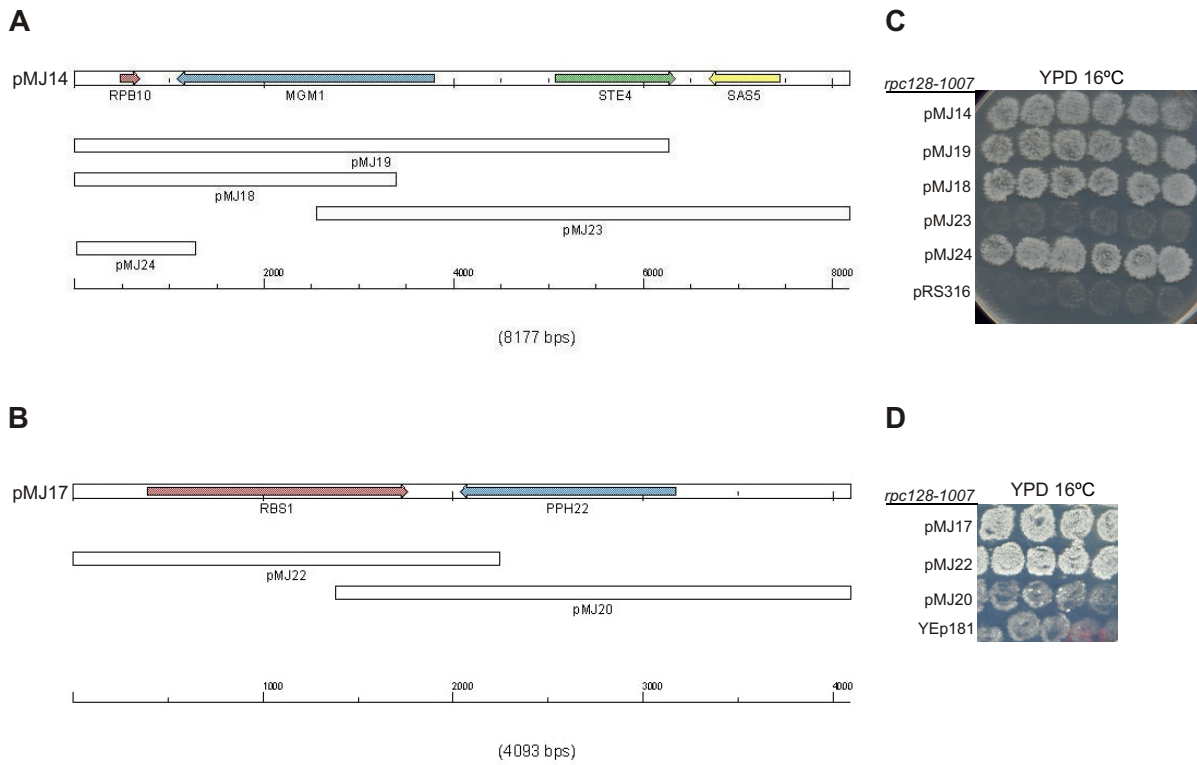 A
pMJ14
RPB10 MGM1 STE4 SAS5
pMJ19
pMJ18
pMJ23
pMJ24
2000 4000 6000 8000
(8177 bps)
C
rpc128-1007 YPD 16ºC
pMJ14
pMJ19
pMJ18
pMJ23
pMJ24
pRS316
B
pMJ17
RBS1 PPH22
pMJ22
pMJ20
1000 2000 3000 4000
(4093 bps)
D
rpc128-1007 YPD 16ºC
pMJ17
pMJ22
pMJ20
YEp181